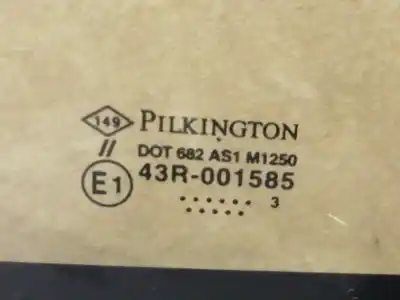 149 PILKINGTON
// DOT 682 AS1 M1250
E1 43R-001585
3